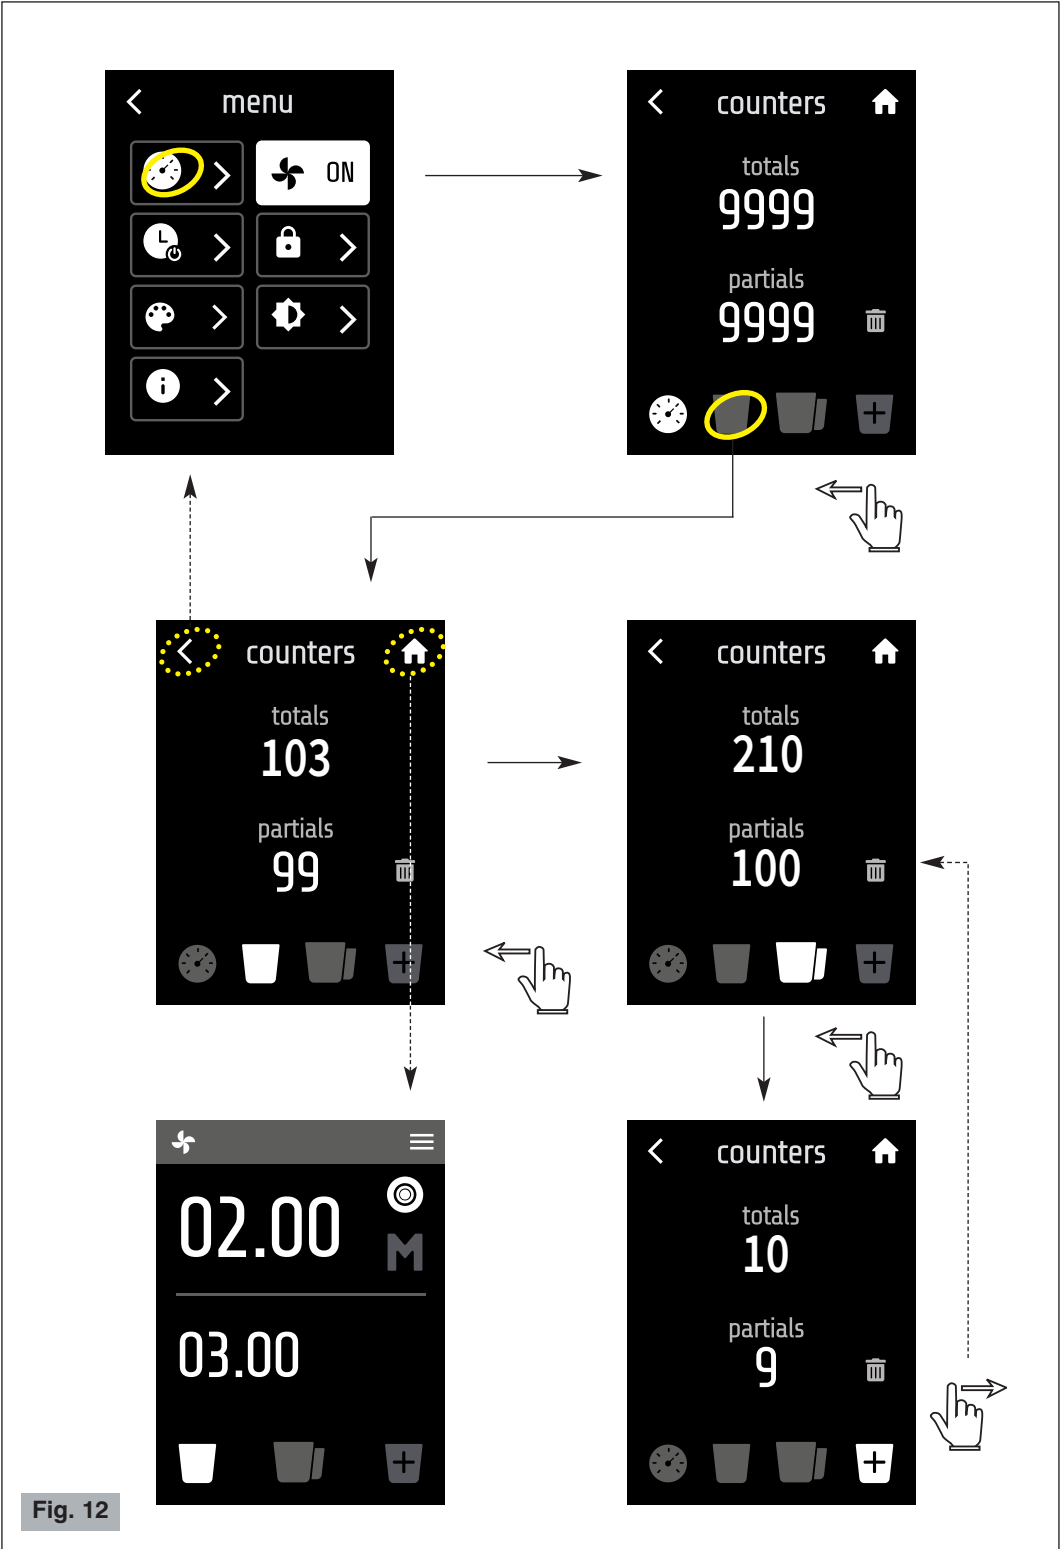 menu
ON
counters
totals
9999
partials
9999
counters
totals
103
partials
99
counters
totals
210
partials
100
02.00
M
03.00
counters
totals
10
partials
9
Fig. 12